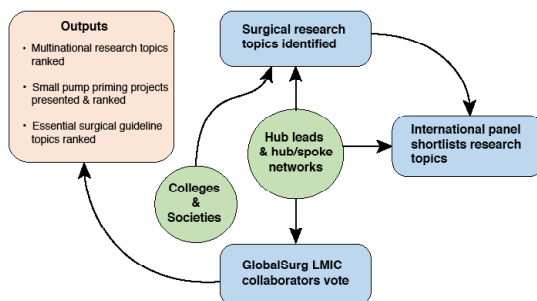 Outputs
• Multinational research topics
ranked
• Small pump priming projects
presented & ranked
• Essential surgical guideline
topics ranked
Surgical research
topics identified
Hub leads
& hub/spoke
networks
International panel
shortlists research
topics
Colleges
&
Societies
GlobalSurg LMIC
collaborators vote